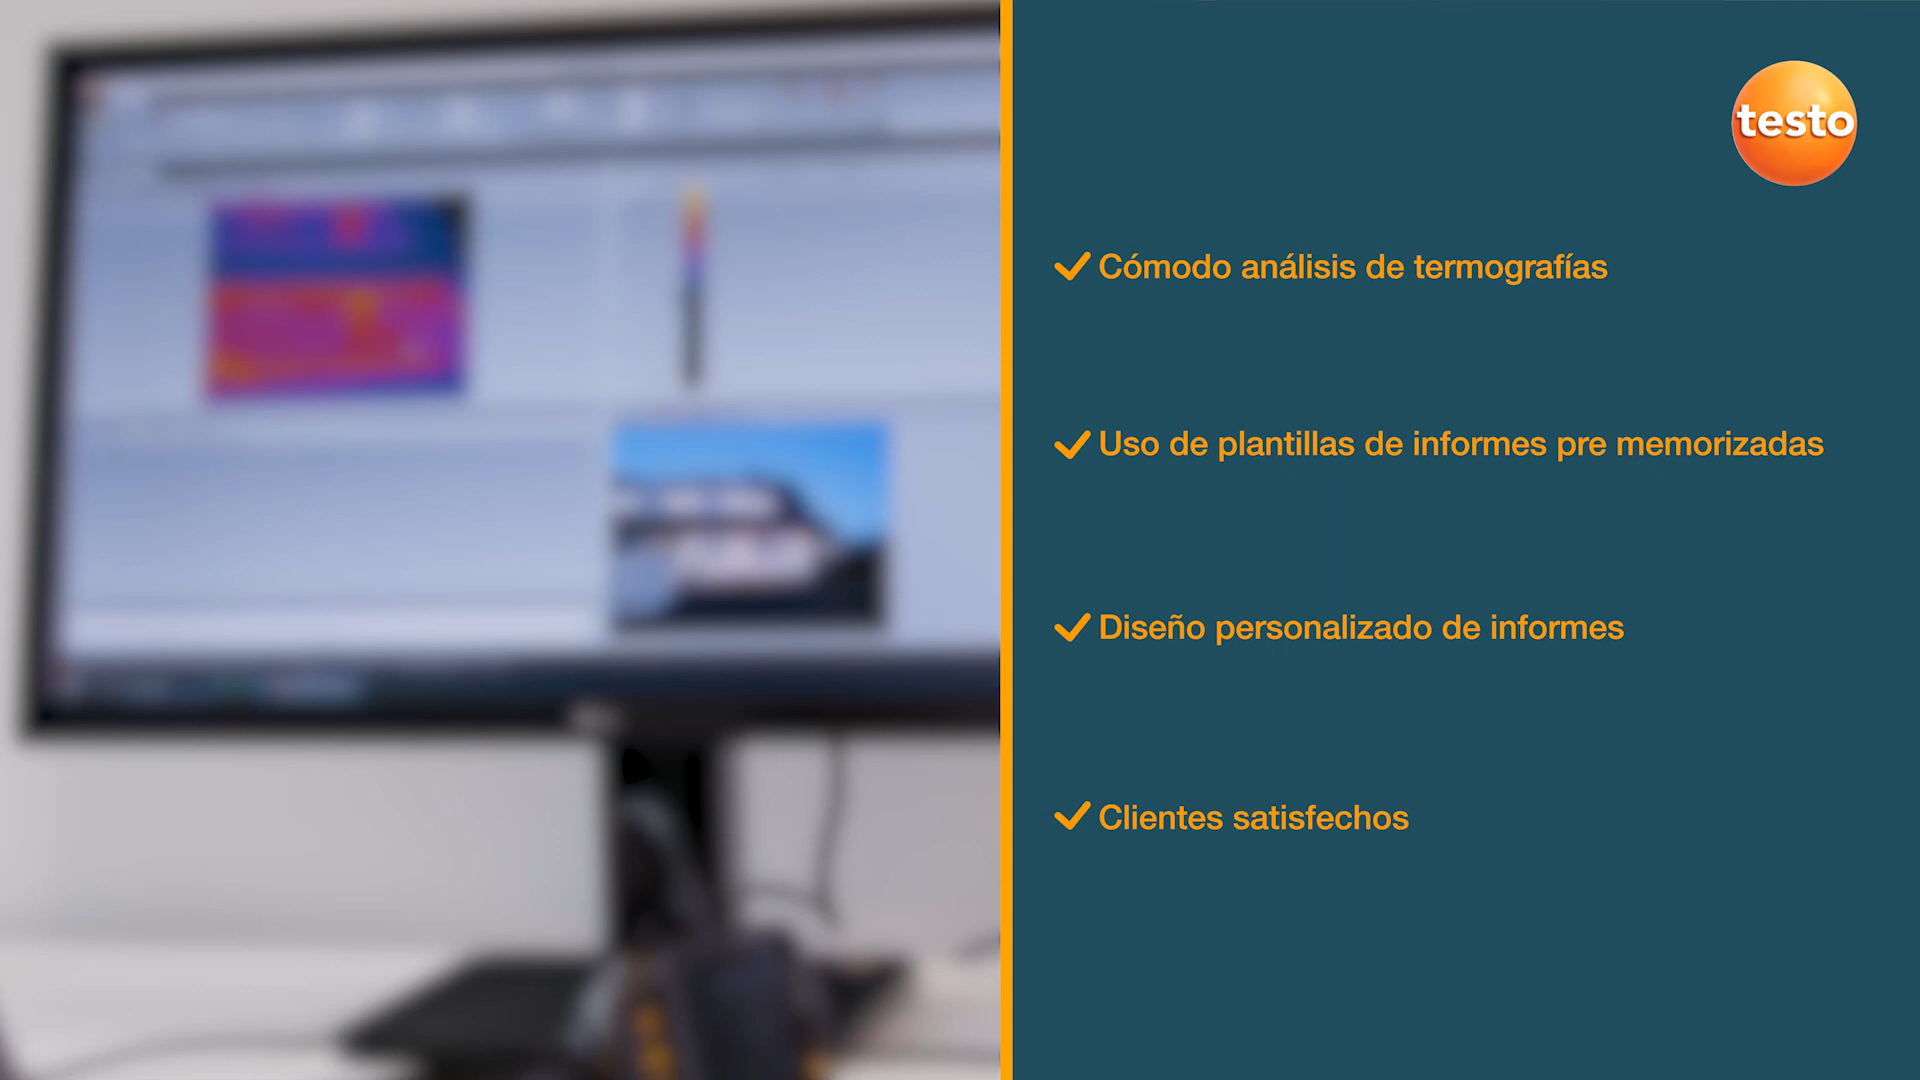 testo
Cómodo análisis de termografías
Uso de plantillas de informes pre memorizadas
Diseño personalizado de informes
Clientes satisfechos